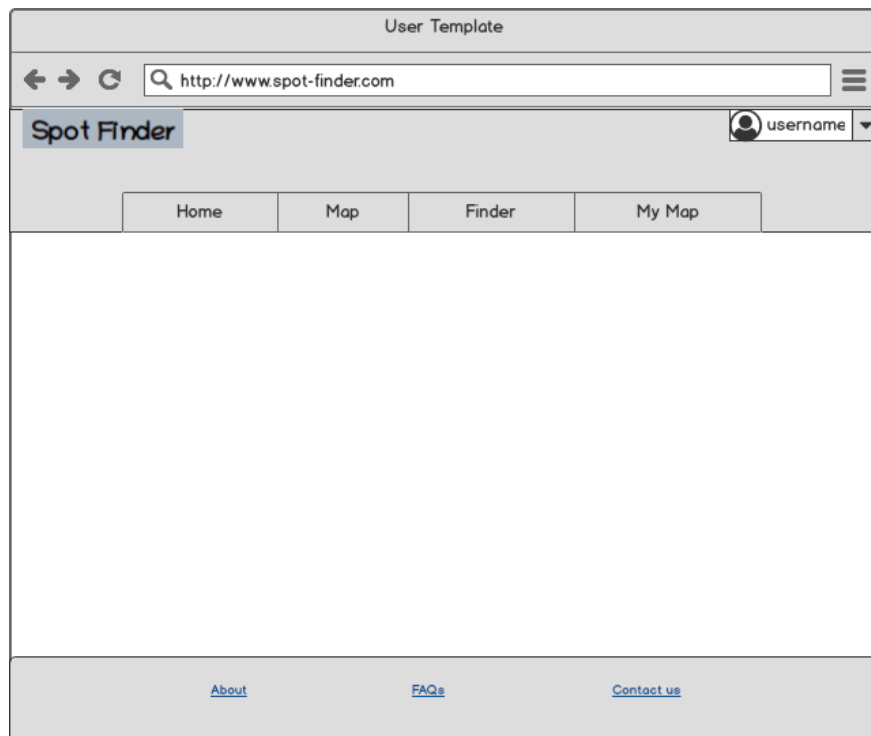 User Template
http://www.spot-finder.com
Spot Finder
username
Home Map Finder My Map
About FAQs Contact us